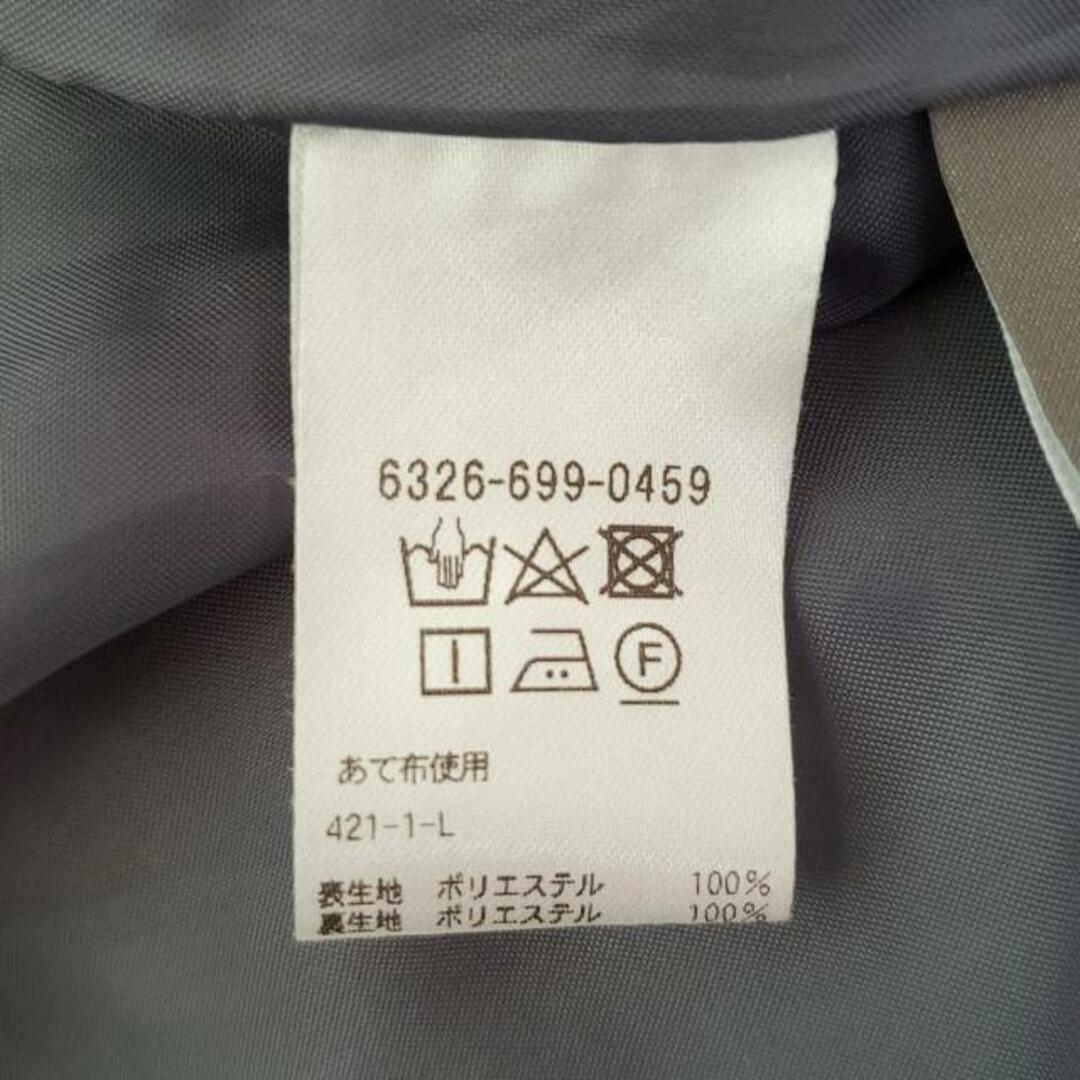 6326-699-0459
F
あて布使用
421-1-L
表生地 ポリエステル 100%
裏生地 ポリエステル 100%